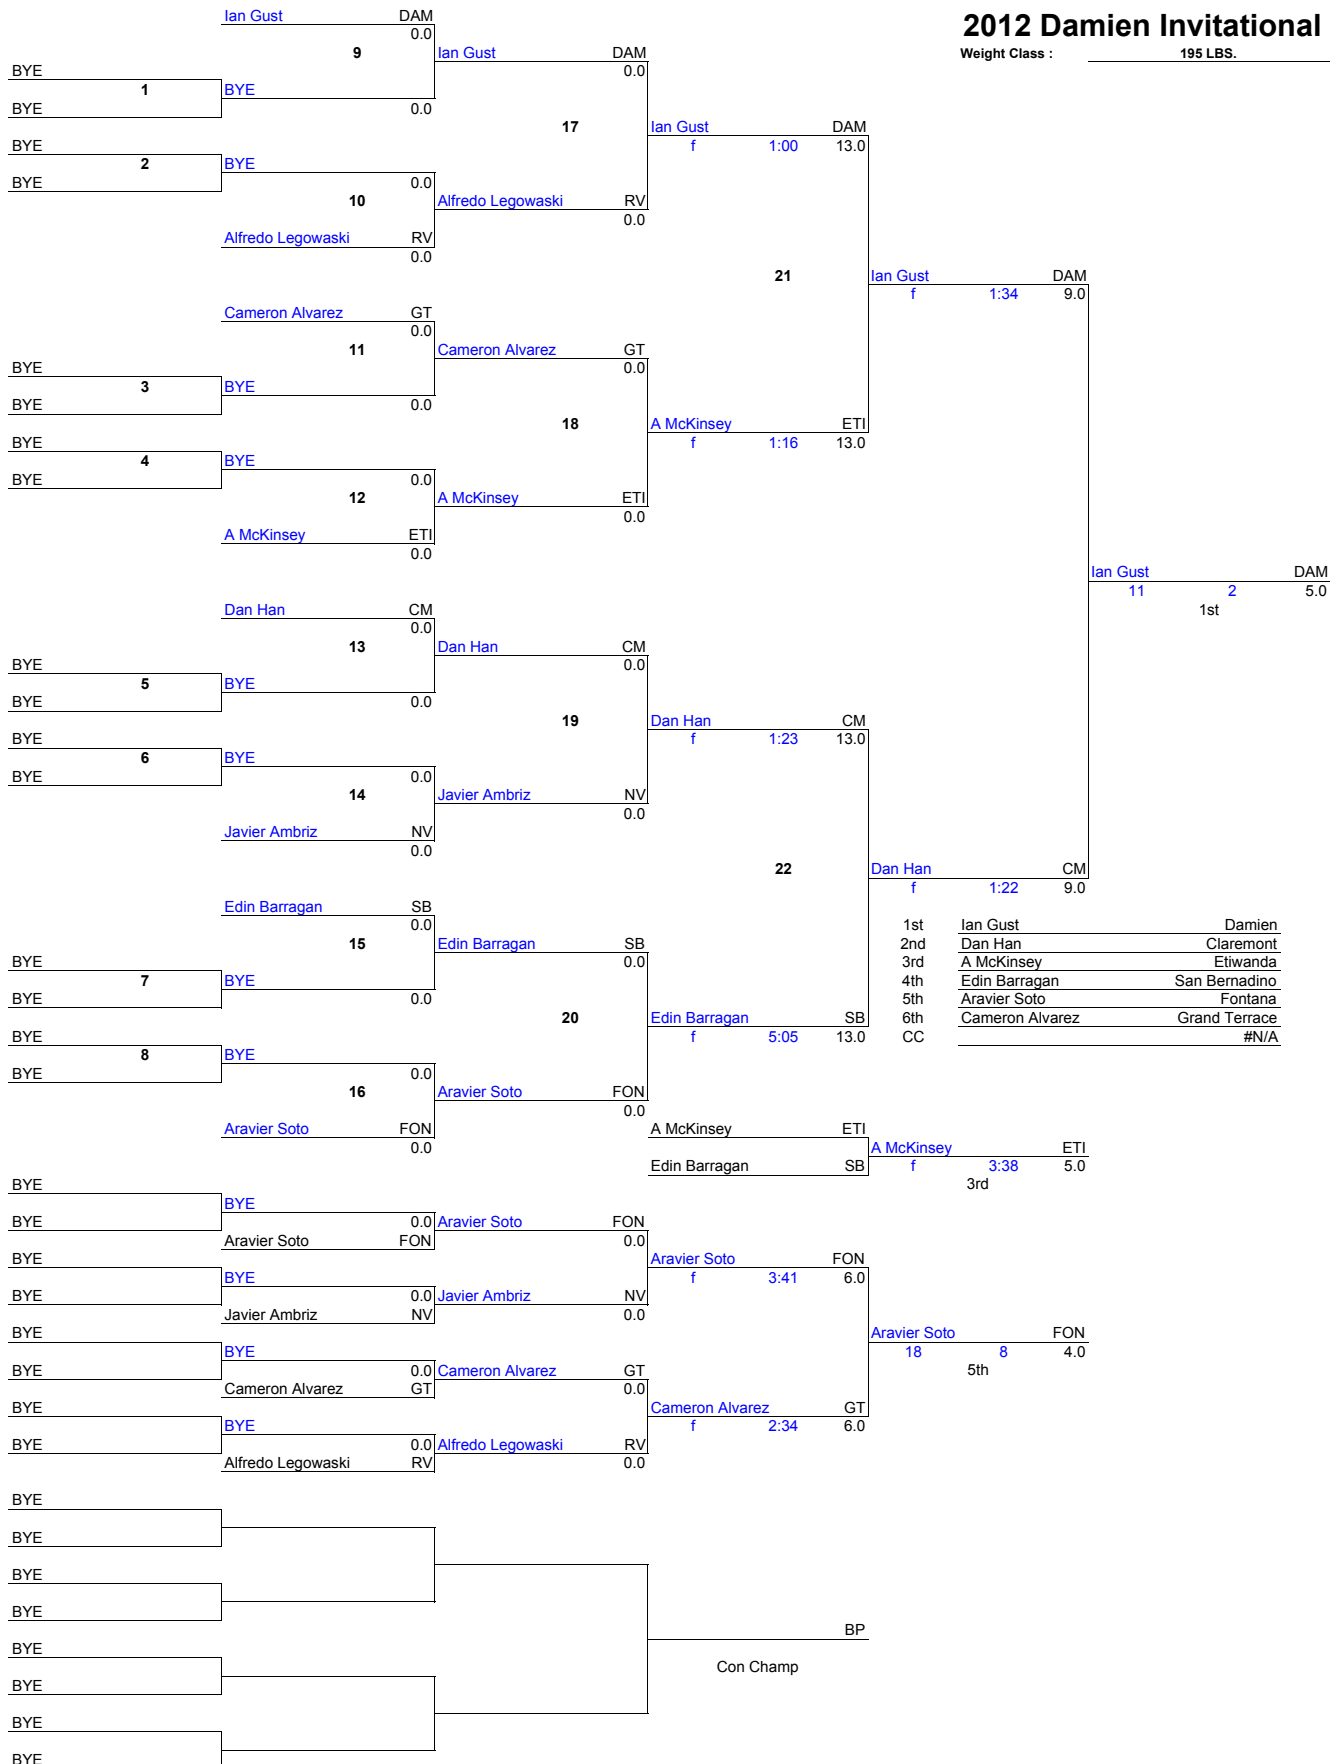 Ian Gust DAM
2012 Damien Invitational
0.0
9 Ian Gust DAM
Weight Class : 195 LBS.
BYE 0.0
1 BYE
BYE 0.0
17 Ian Gust DAM
BYE f 1:00 13.0
2 BYE
BYE 0.0
10 Alfredo Legowaski RV
0.0
Alfredo Legowaski RV
0.0
21 Ian Gust DAM
f 1:34 9.0
Cameron Alvarez GT
0.0
11 Cameron Alvarez GT
BYE 0.0
3 BYE
BYE 0.0
18 A McKinsey ETI
BYE f 1:16 13.0
4 BYE
BYE 0.0
12 A McKinsey ETI
0.0
A McKinsey ETI
0.0
Ian Gust DAM
11 2 5.0
1st
Dan Han CM
0.0
13 Dan Han CM
BYE 0.0
5 BYE
BYE 0.0
19 Dan Han CM
BYE f 1:23 13.0
6 BYE
BYE 0.0
14 Javier Ambriz NV
0.0
Javier Ambriz NV
0.0
22 Dan Han CM
f 1:22 9.0
Edin Barragan SB
0.0
1st Ian Gust Damien
15 Edin Barragan SB
2nd Dan Han Claremont
BYE 0.0
3rd A McKinsey Etiwanda
7 BYE
4th Edin Barragan San Bernadino
BYE 0.0
5th Aravier Soto Fontana
20 Edin Barragan SB
6th Cameron Alvarez Grand Terrace
BYE f 5:05 13.0
CC #N/A
8 BYE
BYE 0.0
16 Aravier Soto FON
0.0
Aravier Soto FON
0.0
A McKinsey ETI
A McKinsey ETI
Edin Barragan SB
f 3:38 5.0
3rd
BYE
BYE
BYE 0.0 Aravier Soto FON
Aravier Soto FON 0.0
BYE Aravier Soto FON
BYE f 3:41 6.0
BYE 0.0 Javier Ambriz NV
Javier Ambriz NV 0.0
BYE Aravier Soto FON
BYE 18 8 4.0
BYE 0.0 Cameron Alvarez GT
5th
Cameron Alvarez GT 0.0
BYE Cameron Alvarez GT
BYE f 2:34 6.0
BYE 0.0 Alfredo Legowaski RV
Alfredo Legowaski RV 0.0
BYE
BYE
BYE
BYE
BP
BYE
Con Champ
BYE
BYE
BYE